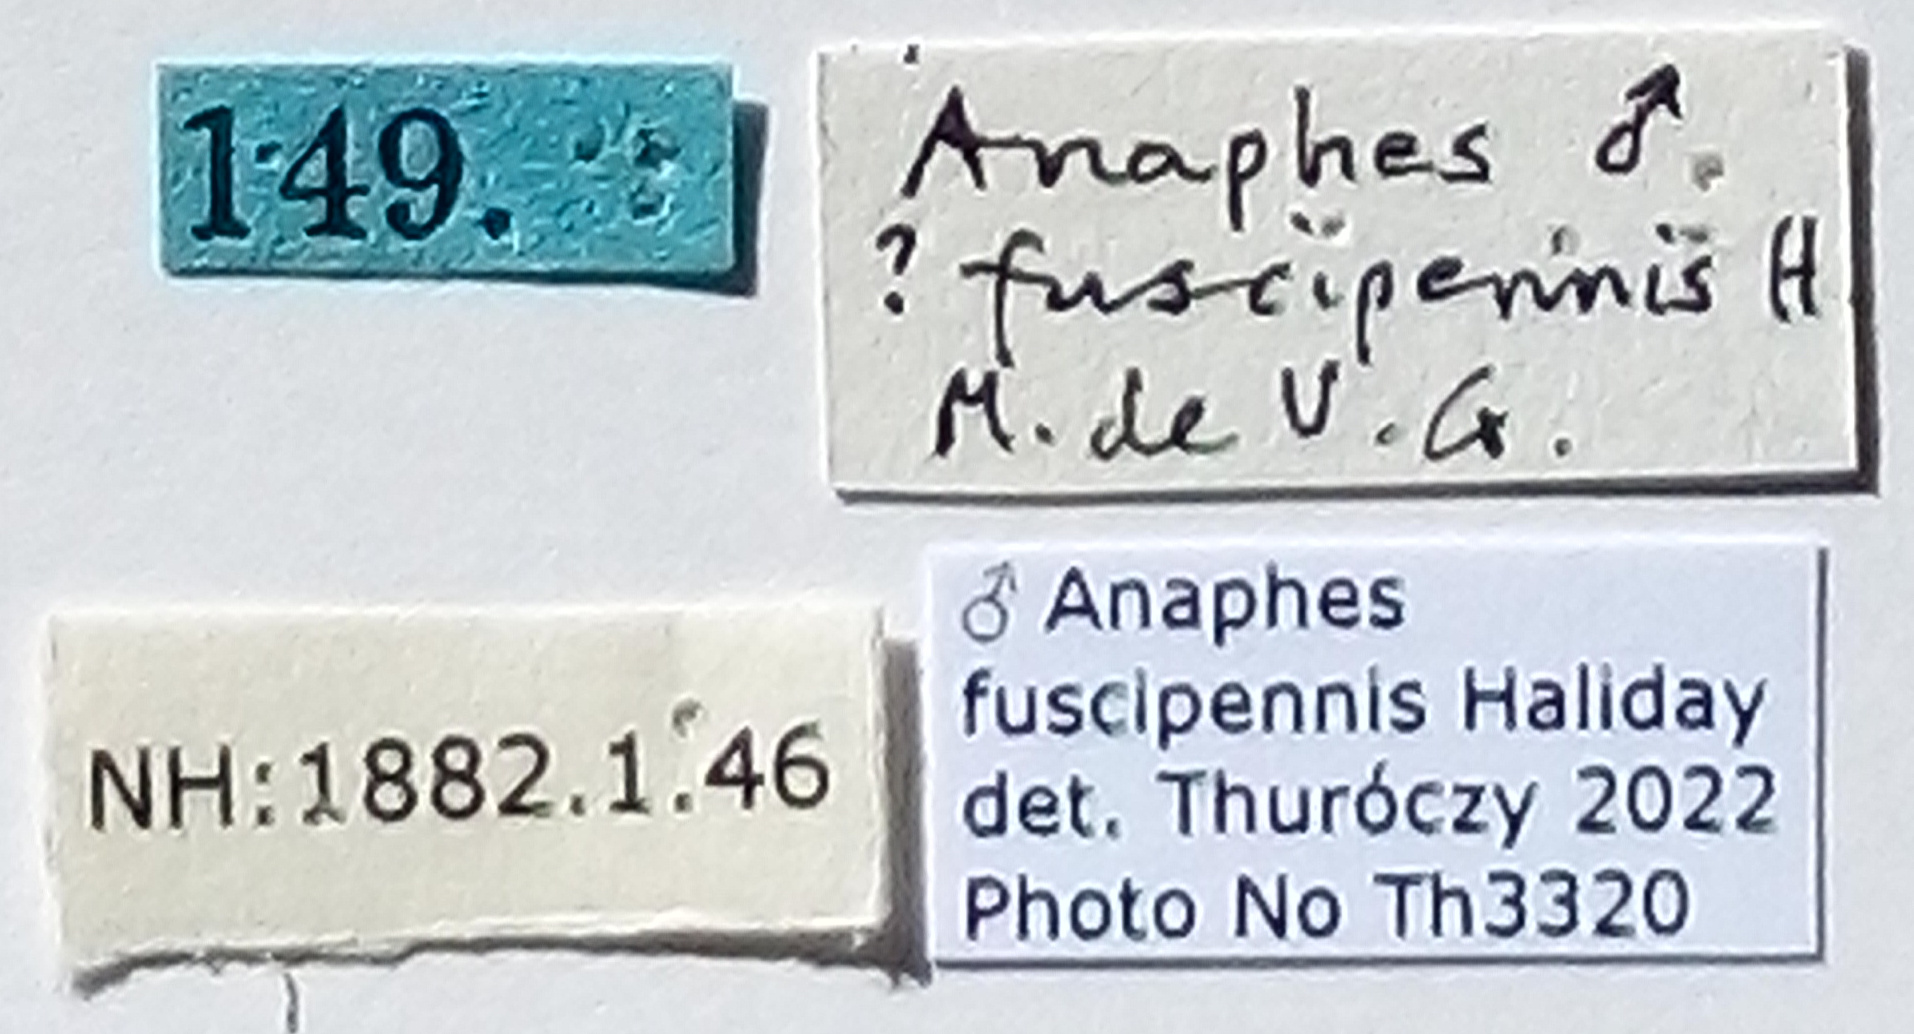 149.
Anaphes ♂.
? fuscipennis H
M. de V. G.
NH:1882.1.46
♂ Anaphes
fuscipennis Haliday
det. Thuróczy 2022
Photo No Th3320